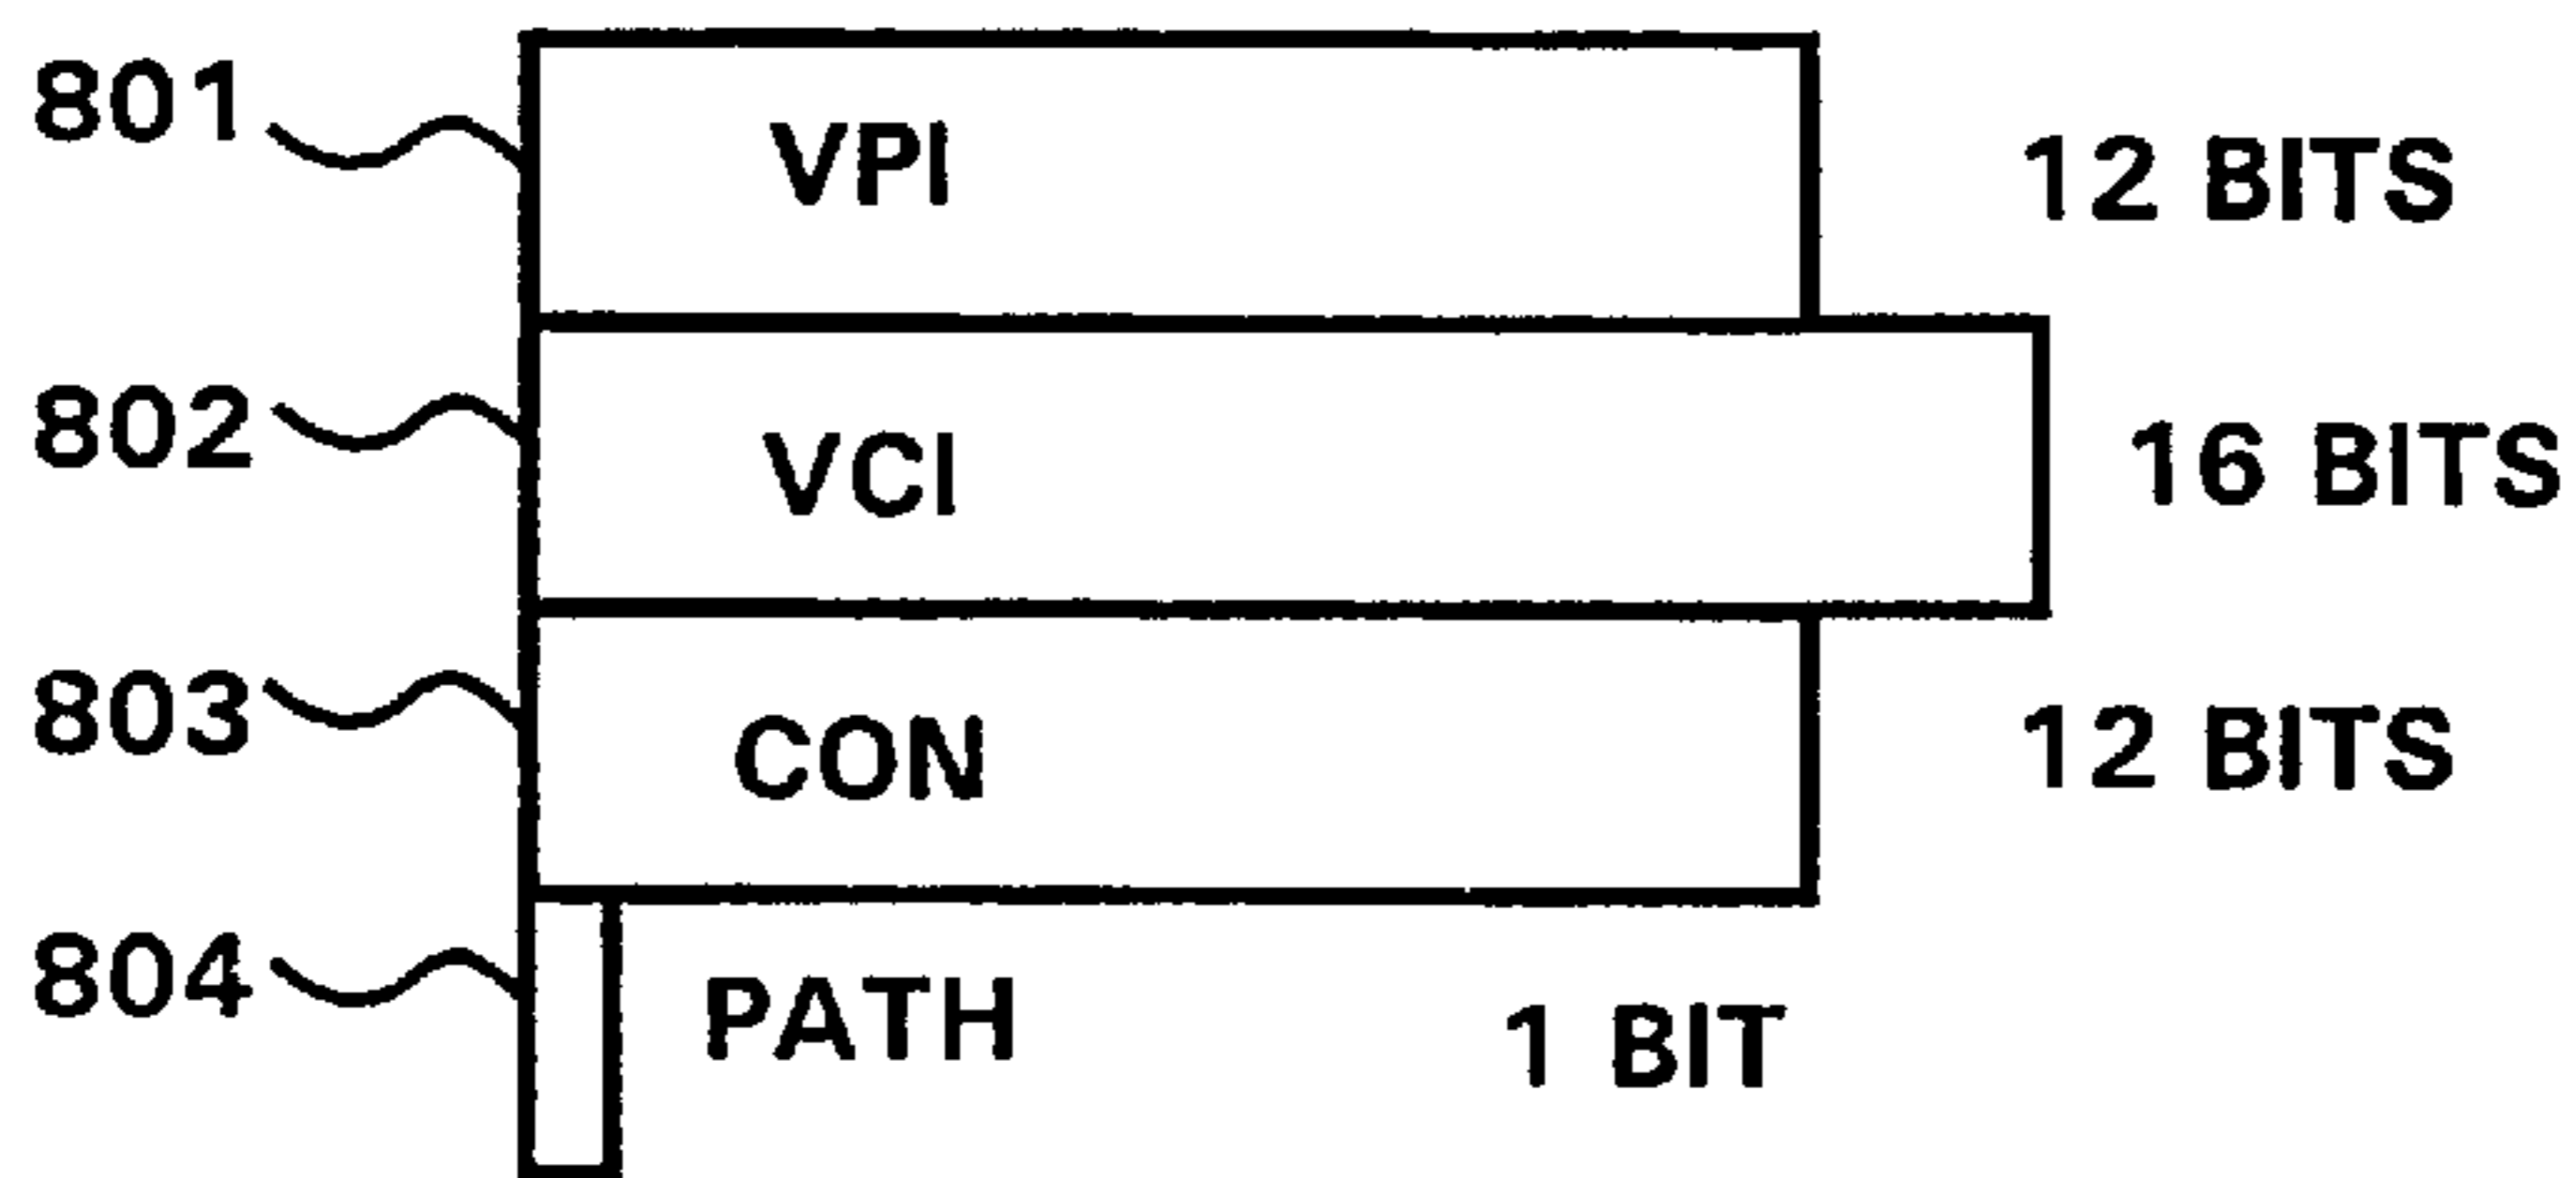 801 VPI 12 BITS
802 VCI 16 BITS
803 CON 12 BITS
804 PATH 1 BIT